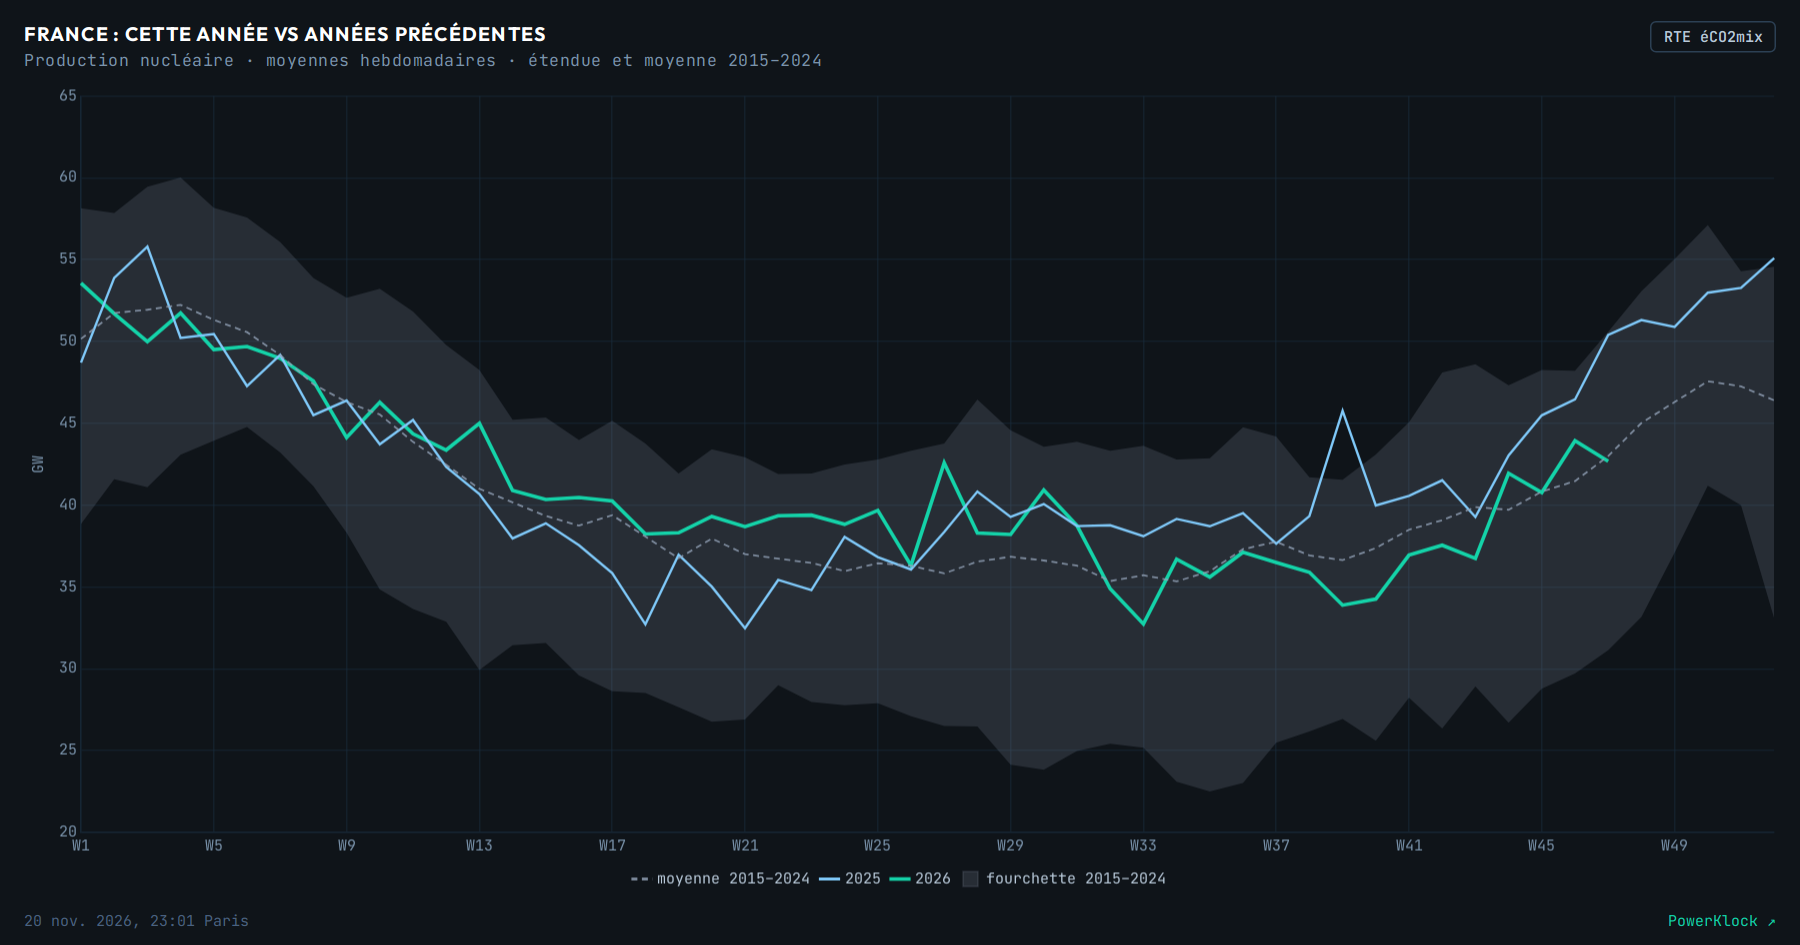 FRANCE : CETTE ANNÉE VS ANNÉES PRÉCÉDENTES
RTE éCO2mix
Production nucléaire · moyennes hebdomadaires · étendue et moyenne 2015–2024
65
60
55
50
45
40
35
30
25
20
GW
W1 W5 W9 W13 W17 W21 W25 W29 W33 W37 W41 W45 W49
moyenne 2015–2024 2025 2026 fourchette 2015–2024
20 nov. 2026, 23:01 Paris
PowerKlock ↗